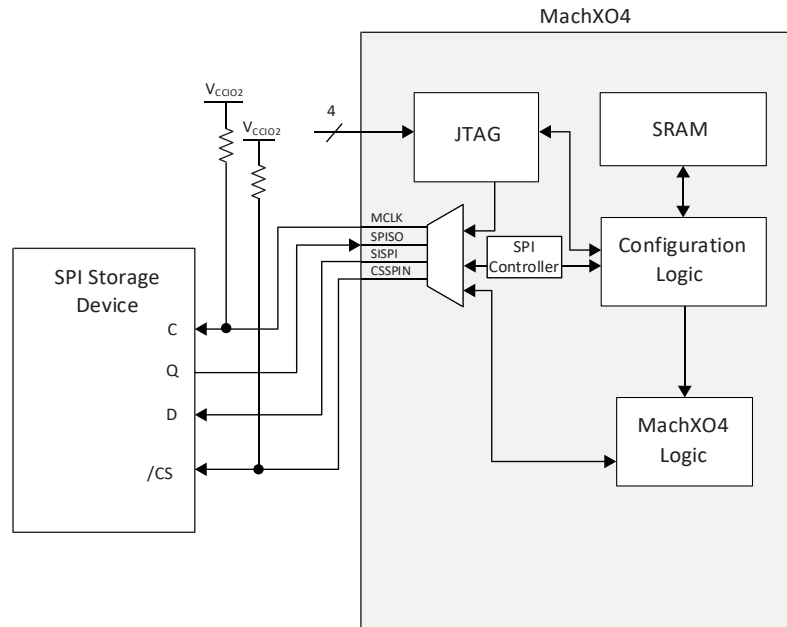 MachXO4
VCCIO2
VCCIO2
4
JTAG
SRAM
MCLK
SPISO
SISPI
CSSPIN
SPI
Controller
Configuration
Logic
SPI Storage
Device
C
Q
D
/CS
MachXO4
Logic